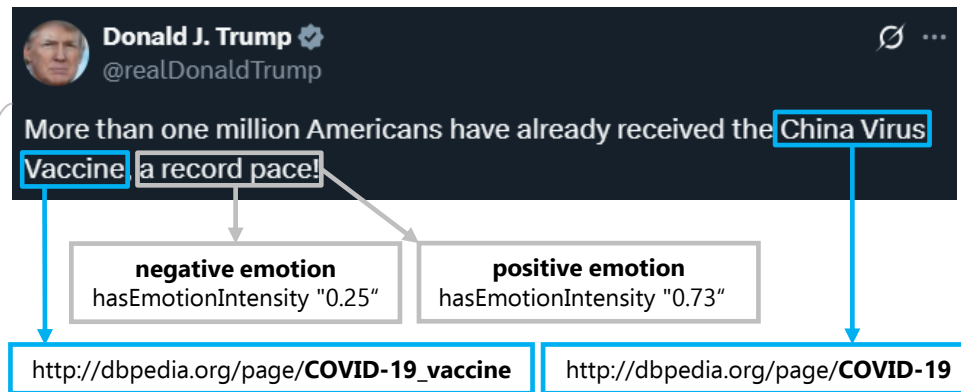 Donald J. Trump
@realDonaldTrump
More than one million Americans have already received the China Virus
Vaccine, a record pace!
negative emotion
hasEmotionIntensity "0.25“
positive emotion
hasEmotionIntensity "0.73“
http://dbpedia.org/page/COVID-19_vaccine
http://dbpedia.org/page/COVID-19